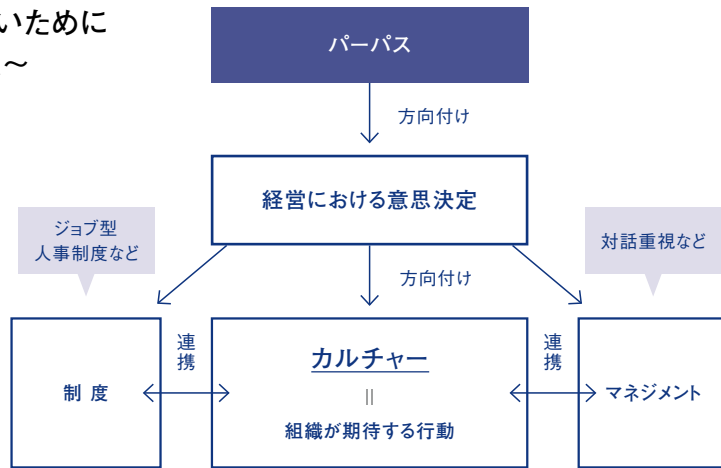 いために
～
パーパス
方向付け
経営における意思決定
ジョブ型
人事制度など
対話重視など
方向付け
制 度
連携
カルチャー
||
組織が期待する行動
連携
マネジメント